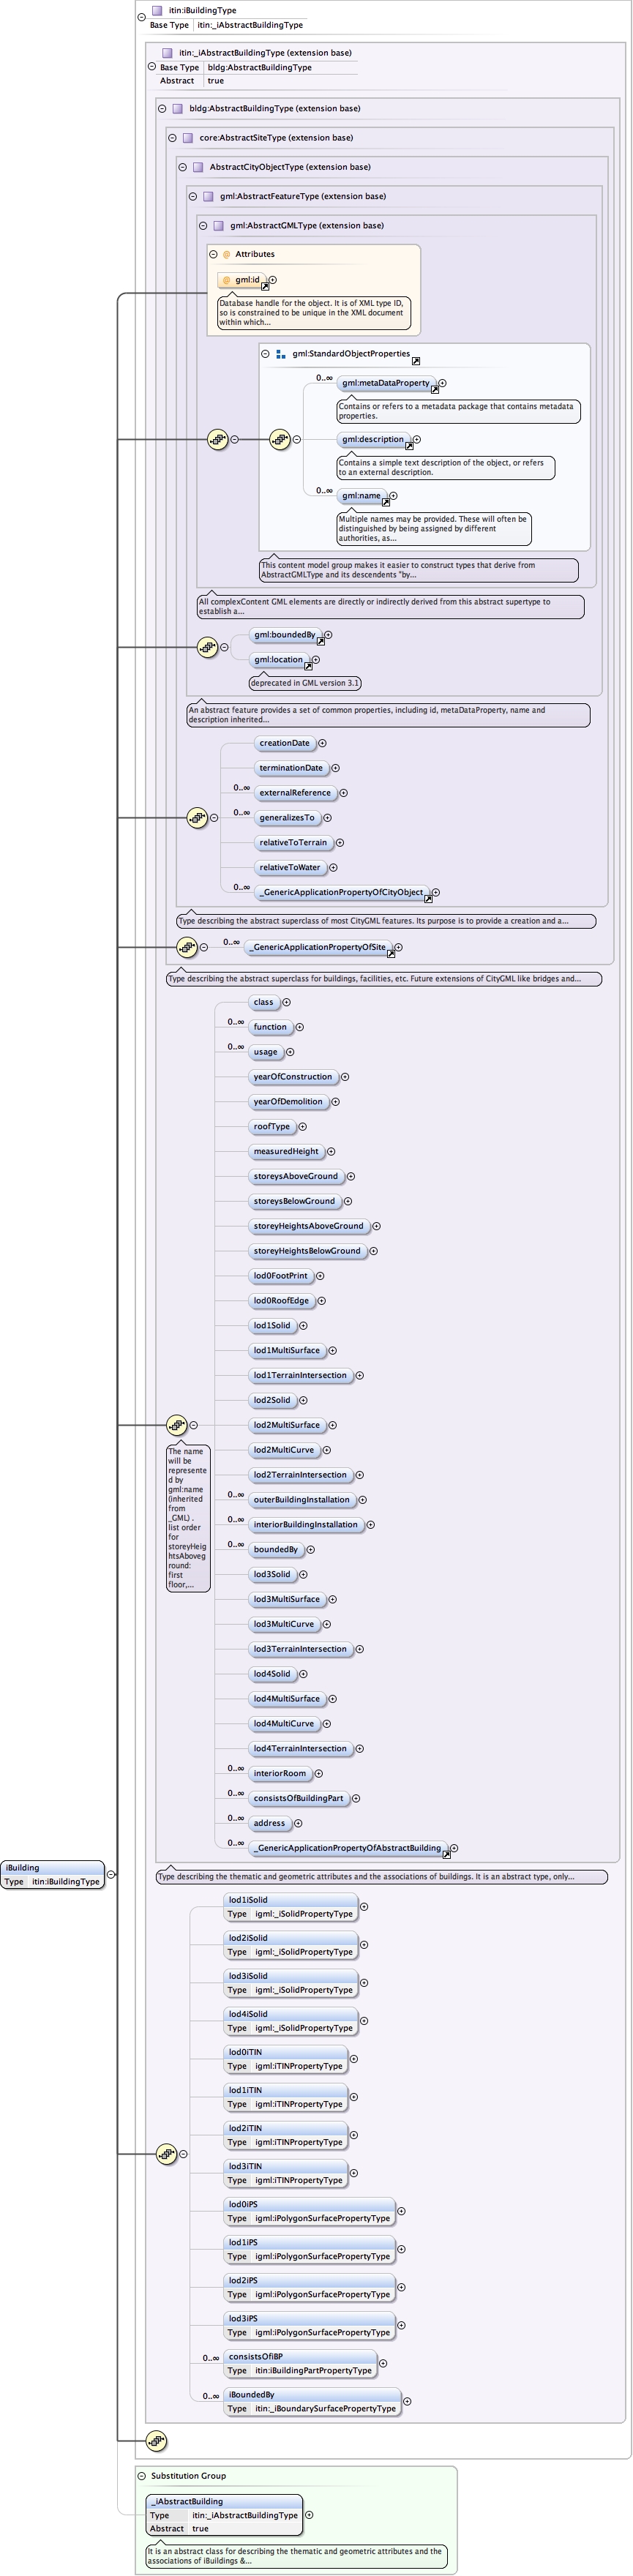 itin:iBuildingType
Base Type itin:_iAbstractBuildingType
itin:_iAbstractBuildingType (extension base)
Base Type bldg:AbstractBuildingType
Abstract true
bldg:AbstractBuildingType (extension base)
core:AbstractSiteType (extension base)
AbstractCityObjectType (extension base)
gml:AbstractFeatureType (extension base)
gml:AbstractGMLType (extension base)
@ Attributes
@ gml:id
Database handle for the object. It is of XML type ID,
so is constrained to be unique in the XML document
within which...
gml:StandardObjectProperties
0..∞ gml:metaDataProperty
Contains or refers to a metadata package that contains metadata
properties.
gml:description
Contains a simple text description of the object, or refers
to an external description.
0..∞ gml:name
Multiple names may be provided. These will often be
distinguished by being assigned by different
authorities, as...
This content model group makes it easier to construct types that derive from
AbstractGMLType and its descendents "by...
All complexContent GML elements are directly or indirectly derived from this abstract supertype to
establish a...
gml:boundedBy
gml:location
deprecated in GML version 3.1
An abstract feature provides a set of common properties, including id, metaDataProperty, name and
description inherited...
creationDate
terminationDate
0..∞ externalReference
0..∞ generalizesTo
relativeToTerrain
relativeToWater
0..∞ _GenericApplicationPropertyOfCityObject
Type describing the abstract superclass of most CityGML features. Its purpose is to provide a creation and a...
0..∞ _GenericApplicationPropertyOfSite
Type describing the abstract superclass for buildings, facilities, etc. Future extensions of CityGML like bridges and...
class
0..∞ function
0..∞ usage
yearOfConstruction
yearOfDemolition
roofType
measuredHeight
storeysAboveGround
storeysBelowGround
storeyHeightsAboveGround
storeyHeightsBelowGround
lod0FootPrint
lod0RoofEdge
lod1Solid
lod1MultiSurface
lod1TerrainIntersection
lod2Solid
lod2MultiSurface
lod2MultiCurve
lod2TerrainIntersection
0..∞ outerBuildingInstallation
0..∞ interiorBuildingInstallation
0..∞ boundedBy
lod3Solid
lod3MultiSurface
lod3MultiCurve
lod3TerrainIntersection
lod4Solid
lod4MultiSurface
lod4MultiCurve
lod4TerrainIntersection
0..∞ interiorRoom
0..∞ consistsOfBuildingPart
0..∞ address
0..∞ _GenericApplicationPropertyOfAbstractBuilding
The name
will be
represente
d by
gml:name
(inherited
from
_GML) .
list order
for
storeyHeig
htsAboveg
round:
first
floor,...
iBuilding
Type itin:iBuildingType
Type describing the thematic and geometric attributes and the associations of buildings. It is an abstract type, only...
lod1iSolid
Type igml:_iSolidPropertyType
lod2iSolid
Type igml:_iSolidPropertyType
lod3iSolid
Type igml:_iSolidPropertyType
lod4iSolid
Type igml:_iSolidPropertyType
lod0iTIN
Type igml:iTINPropertyType
lod1iTIN
Type igml:iTINPropertyType
lod2iTIN
Type igml:iTINPropertyType
lod3iTIN
Type igml:iTINPropertyType
lod0iPS
Type igml:iPolygonSurfacePropertyType
lod1iPS
Type igml:iPolygonSurfacePropertyType
lod2iPS
Type igml:iPolygonSurfacePropertyType
lod3iPS
Type igml:iPolygonSurfacePropertyType
0..∞ consistsOfiBP
Type itin:iBuildingPartPropertyType
0..∞ iBoundedBy
Type itin:_iBoundarySurfacePropertyType
Substitution Group
_iAbstractBuilding
Type itin:_iAbstractBuildingType
Abstract true
It is an abstract class for describing the thematic and geometric attributes and the
associations of iBuildings &...